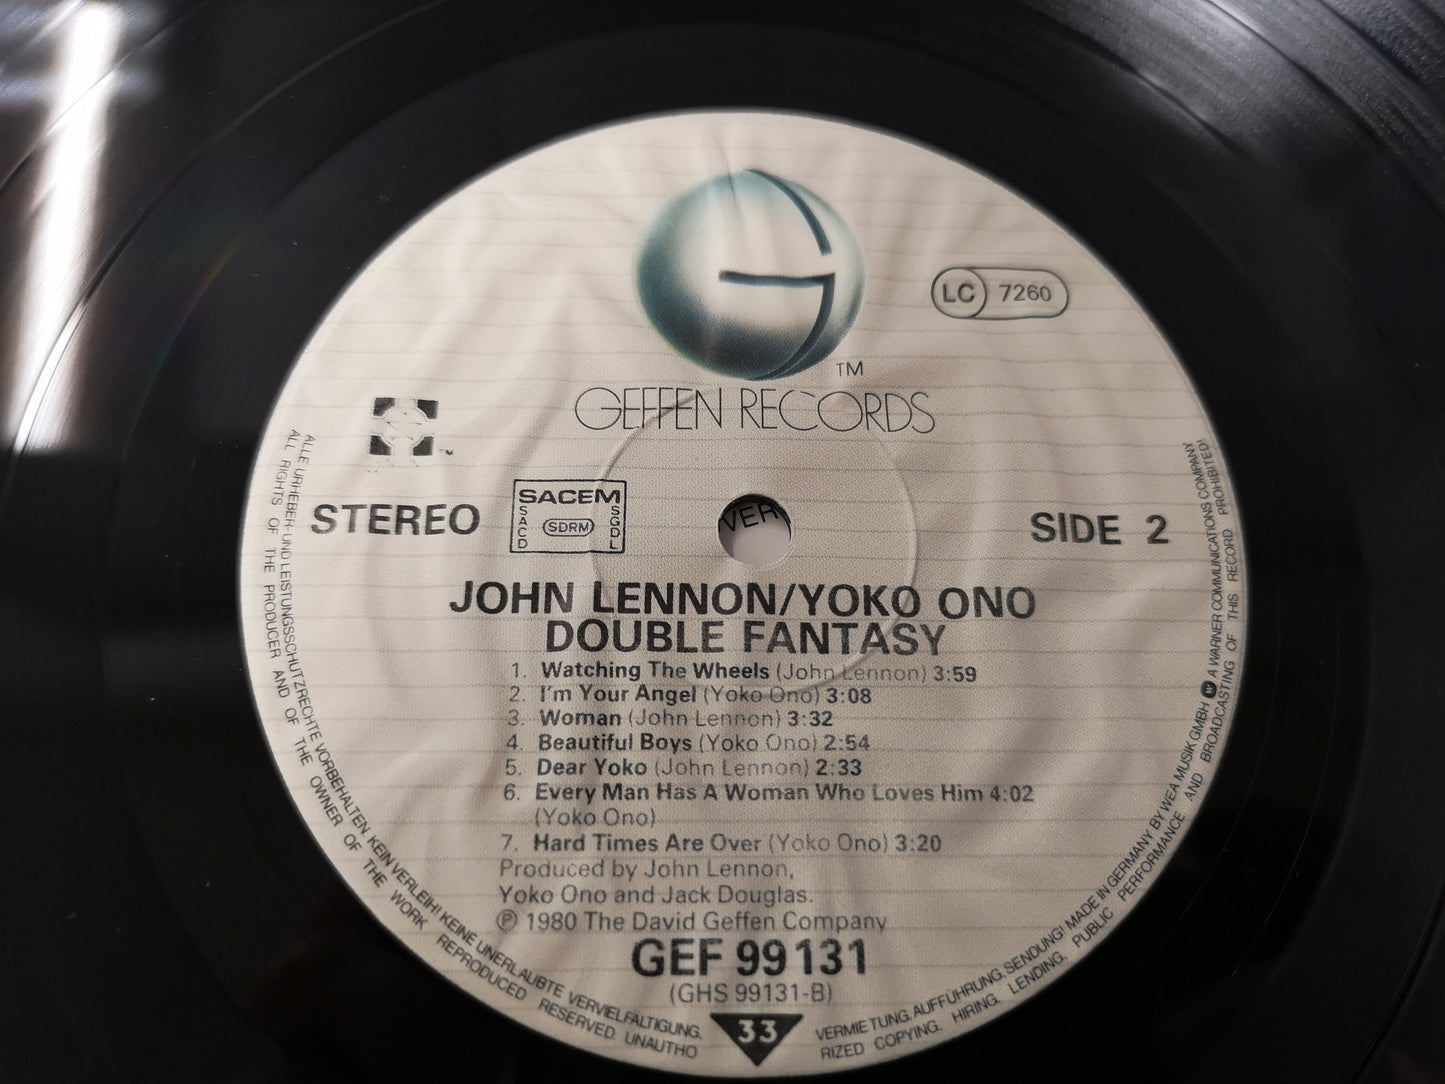 TM
GEFFEN RECORDS
LC 7260
STEREO
SACEM
SACD
SDRM
SGDL
VER
SIDE 2
JOHN LENNON/YOKO ONO
DOUBLE FANTASY
1. Watching The Wheels (John Lennon) 3:59
2. I'm Your Angel (Yoko Ono) 3:08
3. Woman (John Lennon) 3:32
4. Beautiful Boys (Yoko Ono) 2:54
5. Dear Yoko (John Lennon) 2:33
6. Every Man Has A Woman Who Loves Him 4:02
(Yoko Ono)
7. Hard Times Are Over (Yoko Ono) 3:20
Produced by John Lennon,
Yoko Ono and Jack Douglas.
℗ 1980 The David Geffen Company
GEF 99131
(GHS 99131-B)
33
ALLE URHEBER- UND LEISTUNGSSCHUTZRECHTE VORBEHALTEN. KEIN VERLEIH! KEINE UNERLAUBTE VERVIELFÄLTIGUNG, VERMIETUNG, AUFFÜHRUNG, SENDUNG! MADE IN GERMANY BY WEA MUSIK GMBH A WARNER COMMUNICATIONS COMPANY
ALL RIGHTS OF THE PRODUCER AND OF THE OWNER OF THE WORK REPRODUCED RESERVED. UNAUTHORIZED COPYING, HIRING, LENDING, PUBLIC PERFORMANCE AND BROADCASTING OF THIS RECORD PROHIBITED!